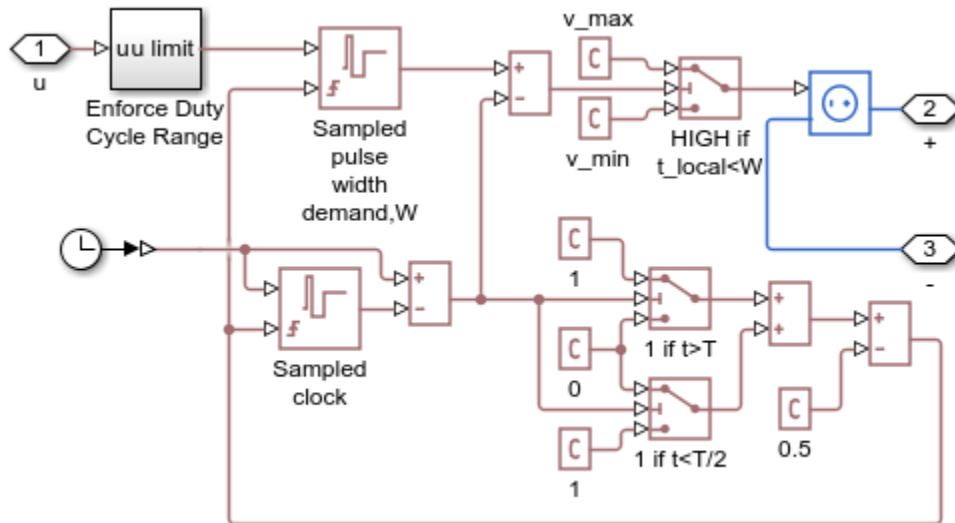 1
u
uu limit
Enforce Duty
Cycle Range
Sampled
pulse
width
demand,W
+
−
v_max
C
C
v_min
HIGH if
t_local<W
2
+
3
-
Sampled
clock
+
−
C
1
C
0
C
1
1 if t>T
1 if t<T/2
+
+
C
0.5
+
−